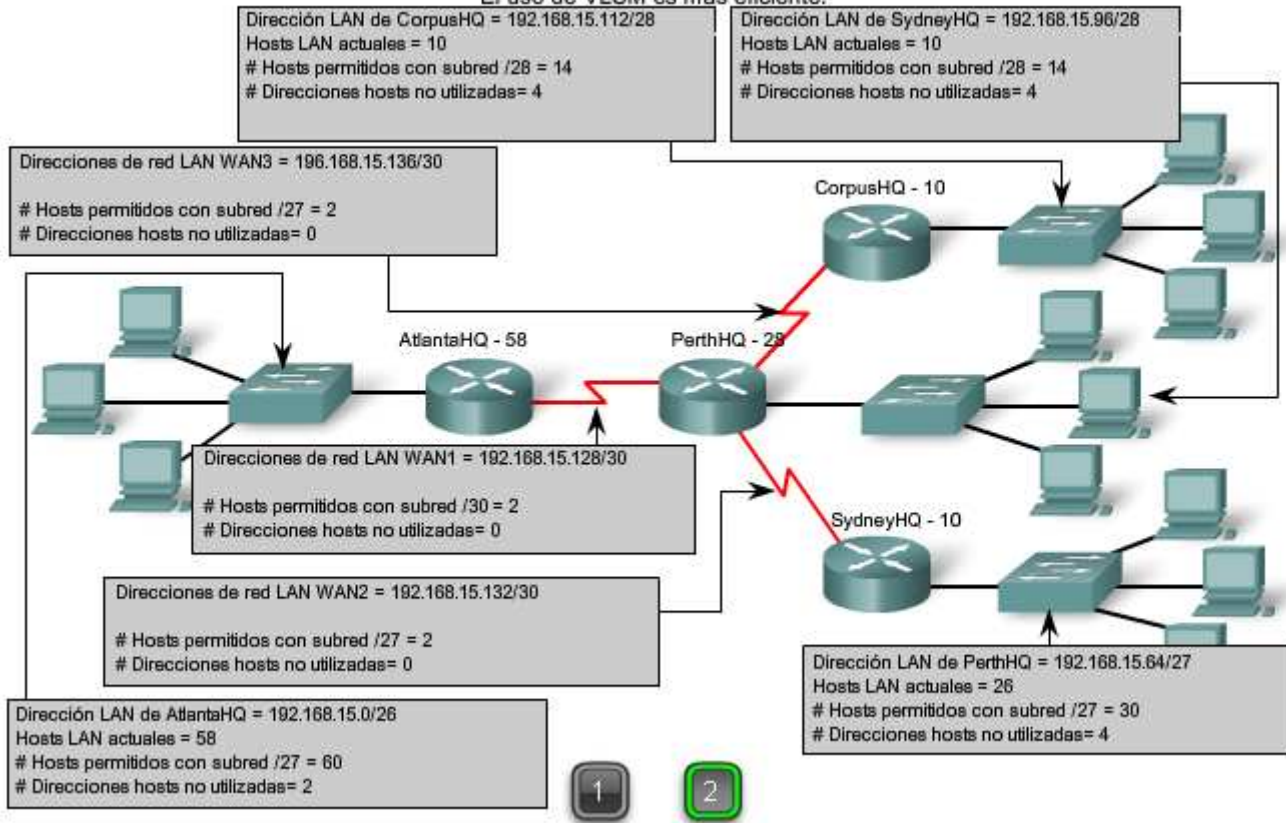 El uso de VLSM es más eficiente.
Dirección LAN de CorpusHQ = 192.168.15.112/28
Hosts LAN actuales = 10
# Hosts permitidos con subred /28 = 14
# Direcciones hosts no utilizadas= 4
Dirección LAN de SydneyHQ = 192.168.15.96/28
Hosts LAN actuales = 10
# Hosts permitidos con subred /28 = 14
# Direcciones hosts no utilizadas= 4
Direcciones de red LAN WAN3 = 196.168.15.136/30
# Hosts permitidos con subred /27 = 2
# Direcciones hosts no utilizadas= 0
CorpusHQ - 10
AtlantaHQ - 58
PerthHQ - 28
Direcciones de red LAN WAN1 = 192.168.15.128/30
# Hosts permitidos con subred /30 = 2
# Direcciones hosts no utilizadas= 0
SydneyHQ - 10
Direcciones de red LAN WAN2 = 192.168.15.132/30
# Hosts permitidos con subred /27 = 2
# Direcciones hosts no utilizadas= 0
Dirección LAN de PerthHQ = 192.168.15.64/27
Hosts LAN actuales = 26
# Hosts permitidos con subred /27 = 30
# Direcciones hosts no utilizadas= 4
Dirección LAN de AtlantaHQ = 192.168.15.0/26
Hosts LAN actuales = 58
# Hosts permitidos con subred /27 = 60
# Direcciones hosts no utilizadas= 2
1
2